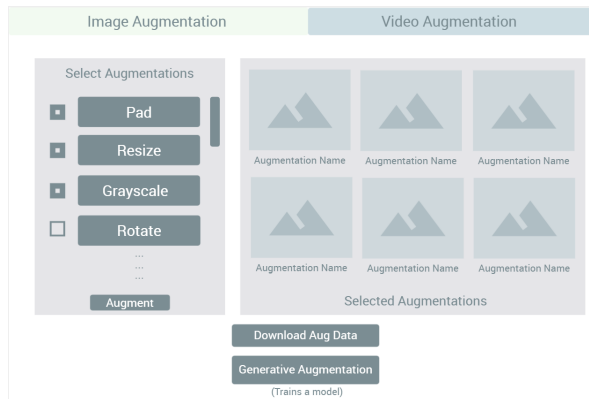 Image Augmentation
Video Augmentation
Select Augmentations
Pad
Resize
Grayscale
Rotate
...
...
...
Augment
Augmentation Name
Augmentation Name
Augmentation Name
Augmentation Name
Augmentation Name
Augmentation Name
Selected Augmentations
Download Aug Data
Generative Augmentation
(Trains a model)